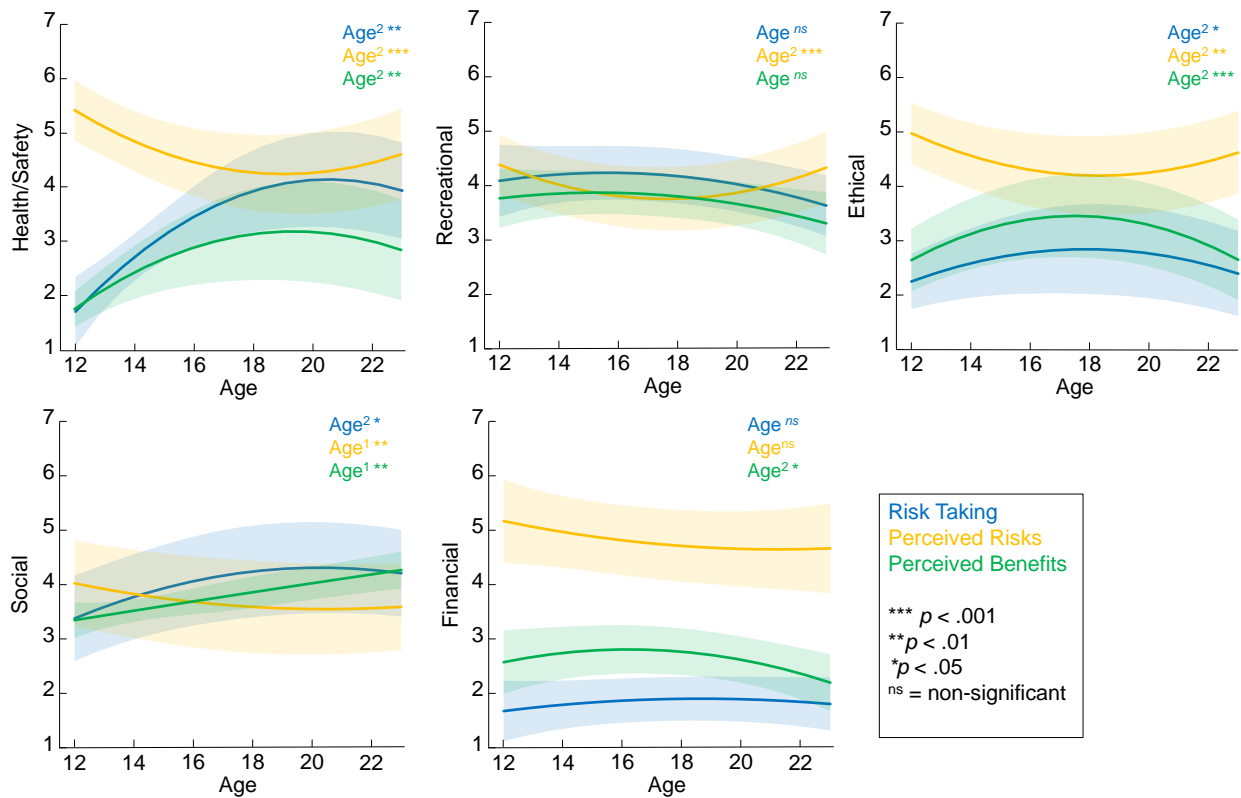 7
6
5
4
3
2
1
Health/Safety
12 14 16 18 20 22
Age
Age² **
Age² ***
Age² **
7
6
5
4
3
2
1
Recreational
12 14 16 18 20 22
Age
Age ns
Age² ***
Age ns
7
6
5
4
3
2
1
Ethical
12 14 16 18 20 22
Age
Age² *
Age² **
Age² ***
7
6
5
4
3
2
1
Social
12 14 16 18 20 22
Age
Age² *
Age¹ **
Age¹ **
7
6
5
4
3
2
1
Financial
12 14 16 18 20 22
Age
Age ns
Age ns
Age² *
Risk Taking
Perceived Risks
Perceived Benefits
*** p < .001
**p < .01
*p < .05
ns = non-significant